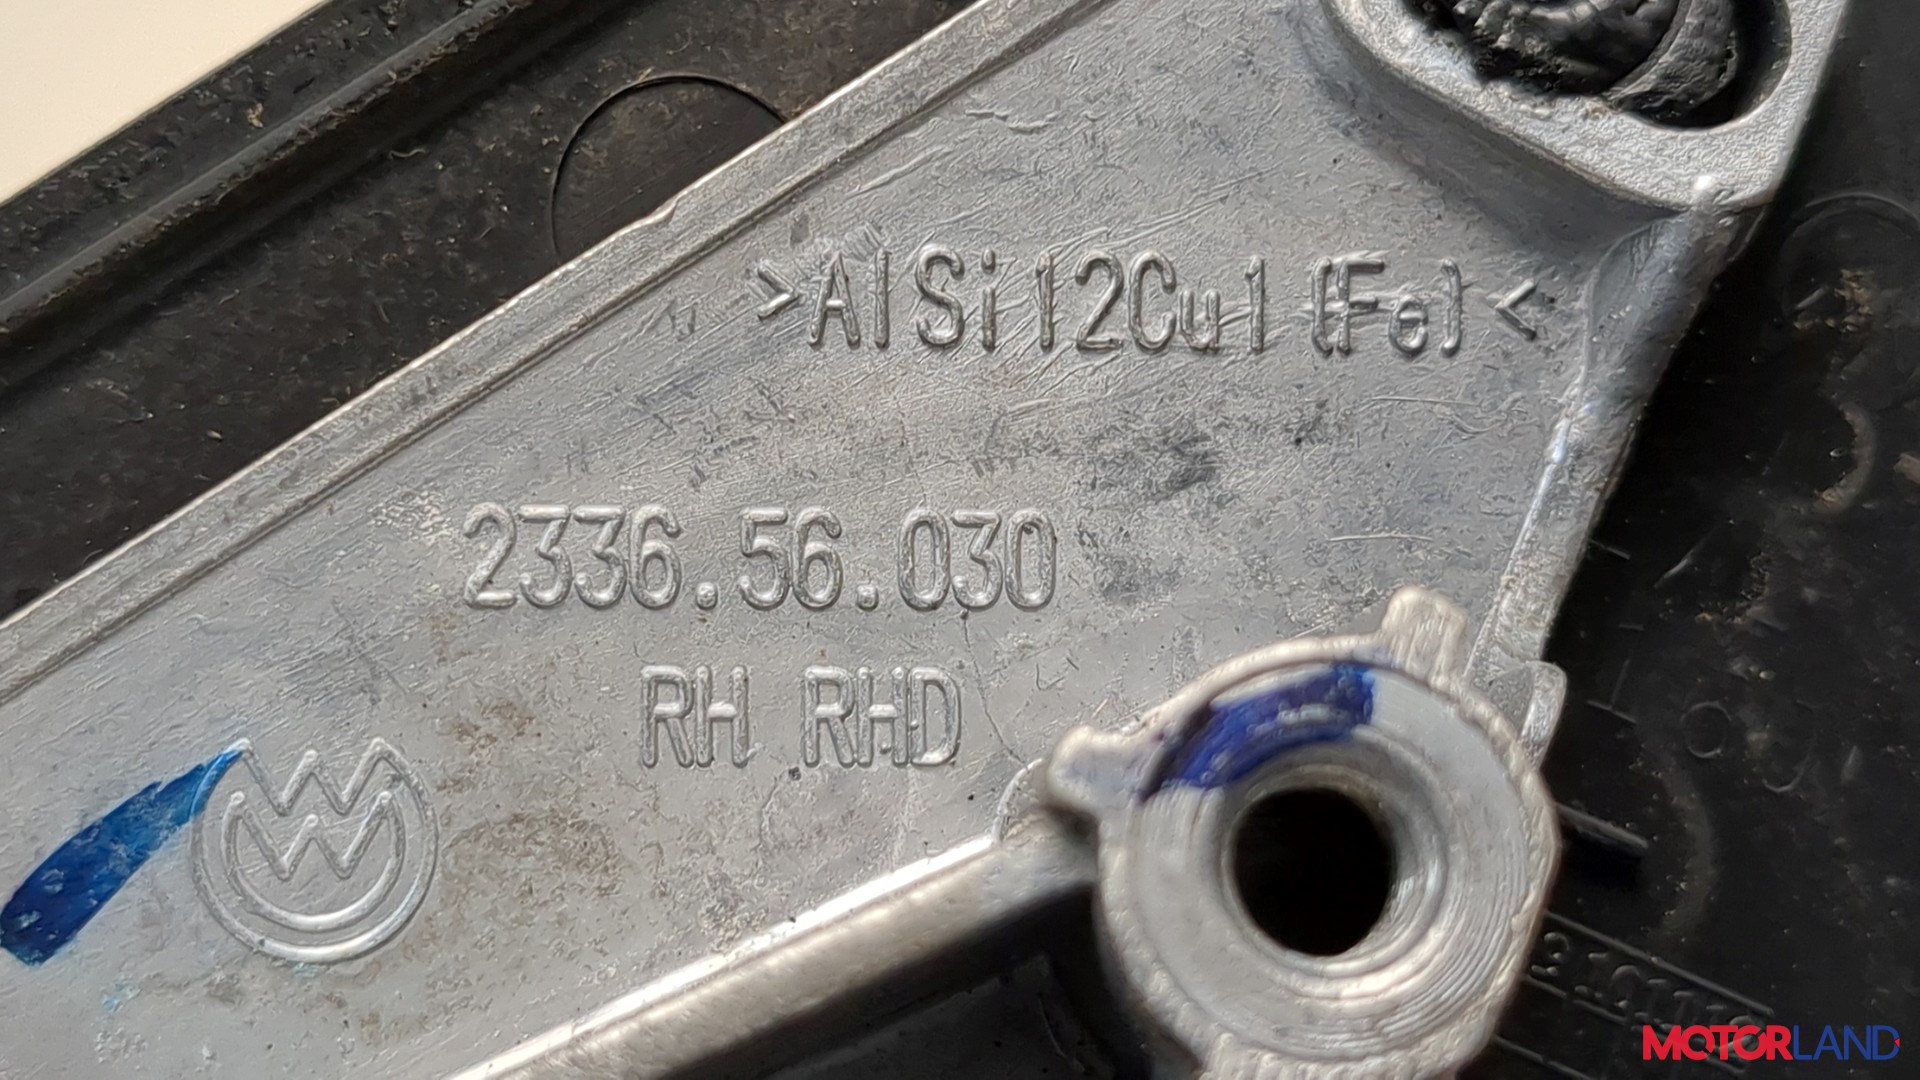 >AlSi12Cu1(Fe)<
2336.56.030
RH RHD
MOTORLAND